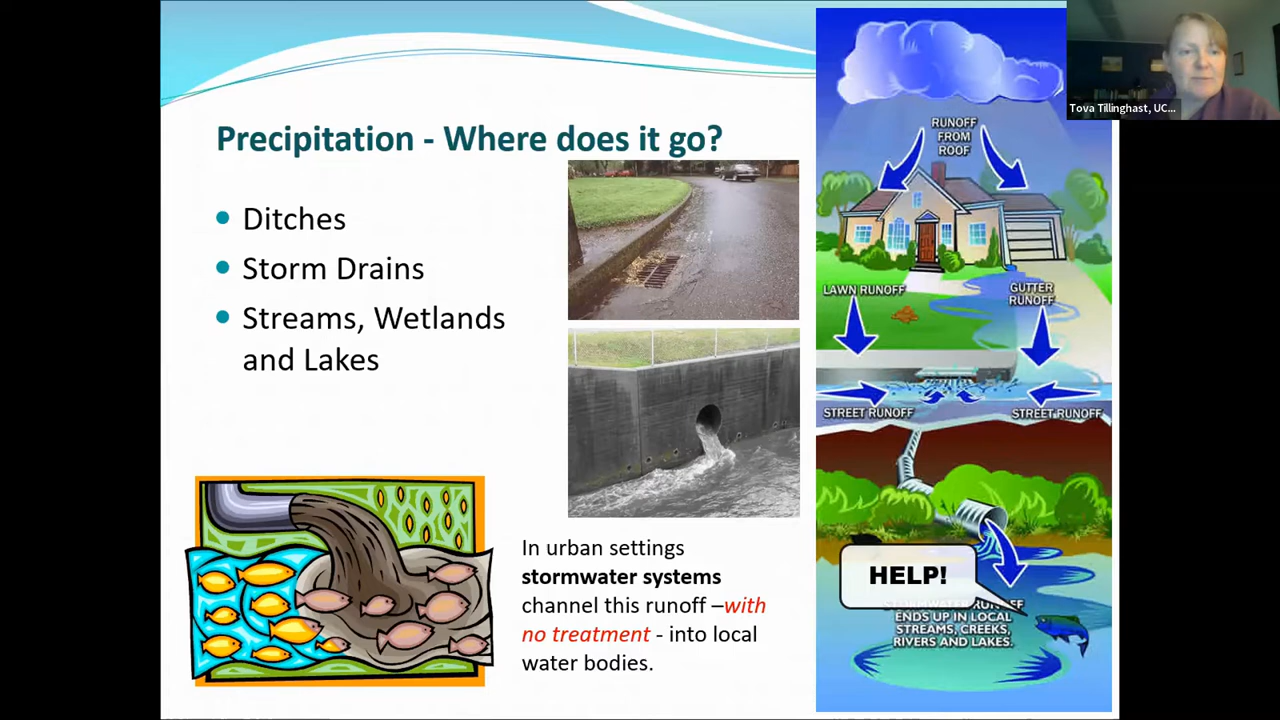 Precipitation - Where does it go?
• Ditches
• Storm Drains
• Streams, Wetlands
and Lakes
In urban settings
stormwater systems
channel this runoff –with
no treatment - into local
water bodies.
RUNOFF
FROM
ROOF
LAWN RUNOFF
GUTTER
RUNOFF
STREET RUNOFF
STREET RUNOFF
HELP!
ENDS UP IN LOCAL
STREAMS, CREEKS,
RIVERS AND LAKES.
Tova Tillinghast, UC...